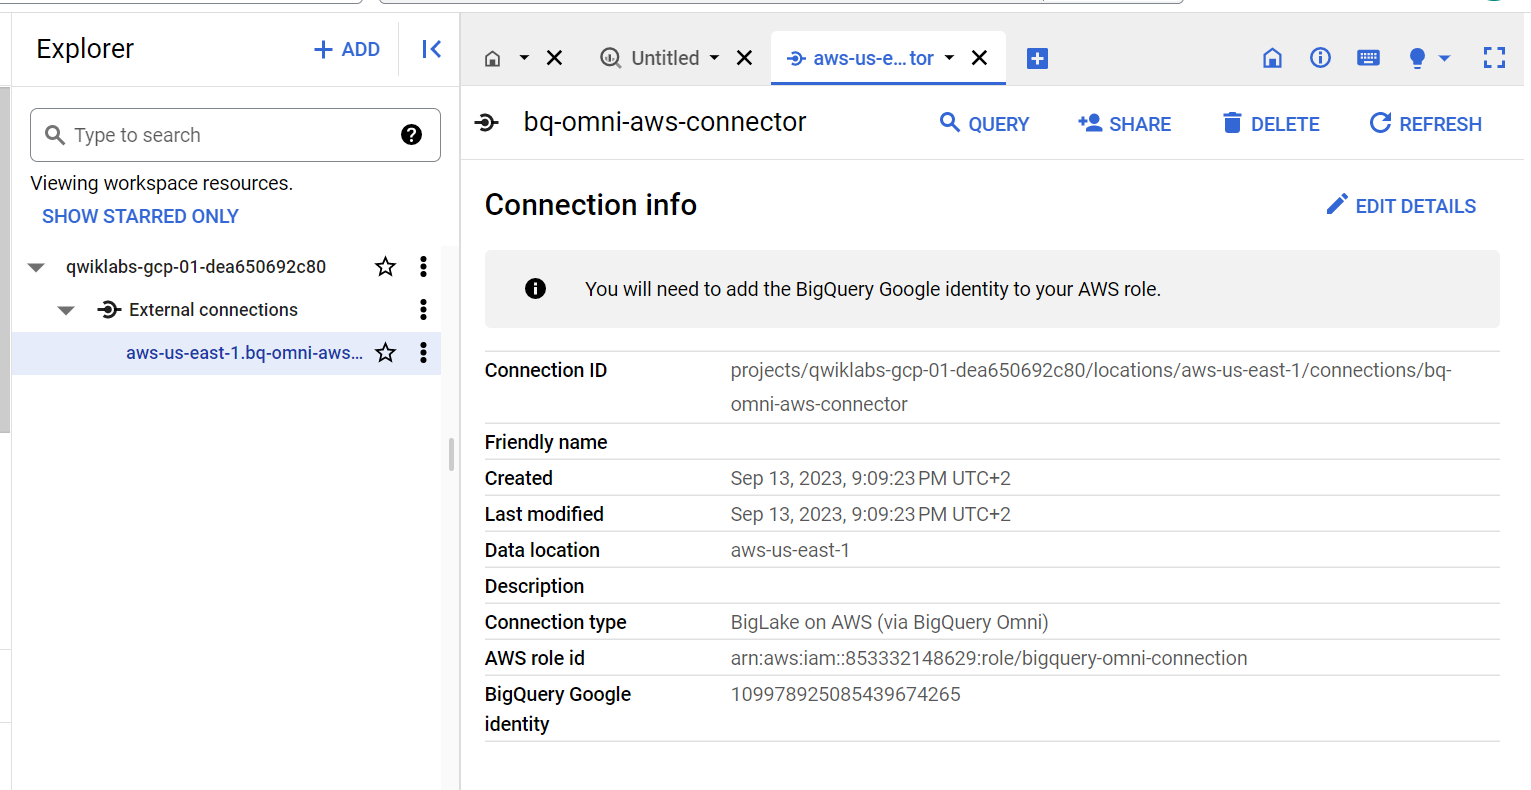 Explorer
ADD
Type to search
Viewing workspace resources.
SHOW STARRED ONLY
qwiklabs-gcp-01-dea650692c80
External connections
aws-us-east-1.bq-omni-aws...
Untitled
aws-us-e...tor
bq-omni-aws-connector
QUERY
SHARE
DELETE
REFRESH
Connection info
EDIT DETAILS
You will need to add the BigQuery Google identity to your AWS role.
Connection ID
projects/qwiklabs-gcp-01-dea650692c80/locations/aws-us-east-1/connections/bq-
omni-aws-connector
Friendly name
Created
Sep 13, 2023, 9:09:23 PM UTC+2
Last modified
Sep 13, 2023, 9:09:23 PM UTC+2
Data location
aws-us-east-1
Description
Connection type
BigLake on AWS (via BigQuery Omni)
AWS role id
arn:aws:iam::853332148629:role/bigquery-omni-connection
BigQuery Google
identity
109978925085439674265